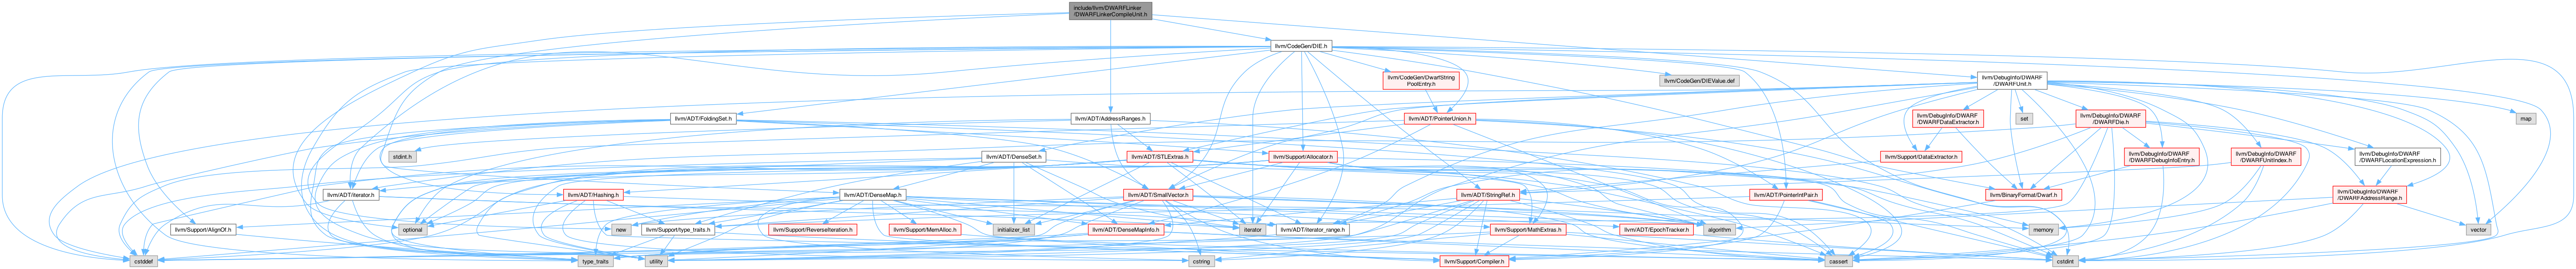 include/llvm/DWARFLinker
/DWARFLinkerCompileUnit.h
llvm/CodeGen/DIE.h
llvm/CodeGen/DwarfString
PoolEntry.h
llvm/CodeGen/DIEValue.def
llvm/DebugInfo/DWARF
/DWARFUnit.h
llvm/ADT/FoldingSet.h
llvm/ADT/AddressRanges.h
llvm/ADT/PointerUnion.h
llvm/DebugInfo/DWARF
/DWARFDataExtractor.h
set
llvm/DebugInfo/DWARF
/DWARFDie.h
map
stdint.h
llvm/ADT/DenseSet.h
llvm/ADT/STLExtras.h
llvm/Support/Allocator.h
llvm/Support/DataExtractor.h
llvm/DebugInfo/DWARF
/DWARFDebugInfoEntry.h
llvm/DebugInfo/DWARF
/DWARFUnitIndex.h
llvm/DebugInfo/DWARF
/DWARFLocationExpression.h
llvm/ADT/iterator.h
llvm/ADT/Hashing.h
llvm/ADT/DenseMap.h
llvm/ADT/SmallVector.h
llvm/ADT/StringRef.h
llvm/ADT/PointerIntPair.h
llvm/BinaryFormat/Dwarf.h
llvm/DebugInfo/DWARF
/DWARFAddressRange.h
llvm/Support/AlignOf.h
optional
new
llvm/Support/type_traits.h
llvm/Support/ReverseIteration.h
llvm/Support/MemAlloc.h
initializer_list
llvm/ADT/DenseMapInfo.h
iterator
llvm/ADT/iterator_range.h
llvm/Support/MathExtras.h
algorithm
llvm/ADT/EpochTracker.h
memory
vector
cstddef
type_traits
utility
cstring
llvm/Support/Compiler.h
cassert
cstdint